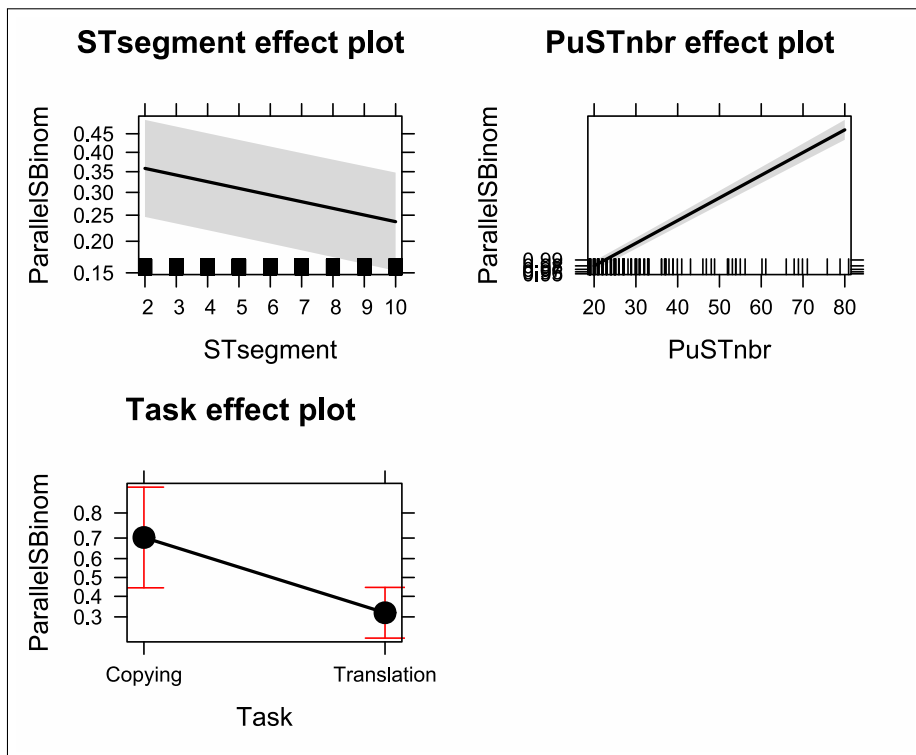 STsegment effect plot
ParallelSBinom
0.45
0.40
0.35
0.30
0.25
0.20
0.15
2 3 4 5 6 7 8 9 10
STsegment
PuSTnbr effect plot
ParallelSBinom
20 30 40 50 60 70 80
PuSTnbr
Task effect plot
ParallelSBinom
0.8
0.7
0.6
0.5
0.4
0.3
Copying Translation
Task